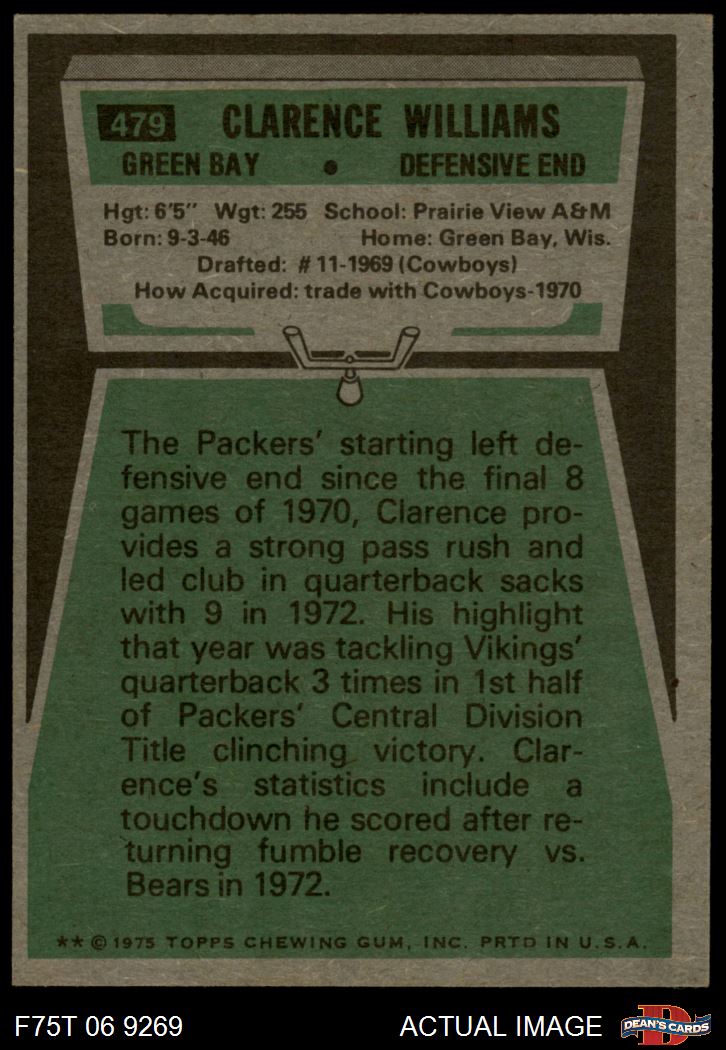 479 CLARENCE WILLIAMS
GREEN BAY • DEFENSIVE END
Hgt: 6'5" Wgt: 255 School: Prairie View A&M
Born: 9-3-46 Home: Green Bay, Wis.
Drafted: # 11-1969 (Cowboys)
How Acquired: trade with Cowboys-1970
The Packers' starting left de-
fensive end since the final 8
games of 1970, Clarence pro-
vides a strong pass rush and
led club in quarterback sacks
with 9 in 1972. His highlight
that year was tackling Vikings'
quarterback 3 times in 1st half
of Packers' Central Division
Title clinching victory. Clar-
ence's statistics include a
touchdown he scored after re-
turning fumble recovery vs.
Bears in 1972.
** © 1975 TOPPS CHEWING GUM, INC. PRTD IN U.S.A.
F75T 06 9269 ACTUAL IMAGE D DEAN'S CARDS